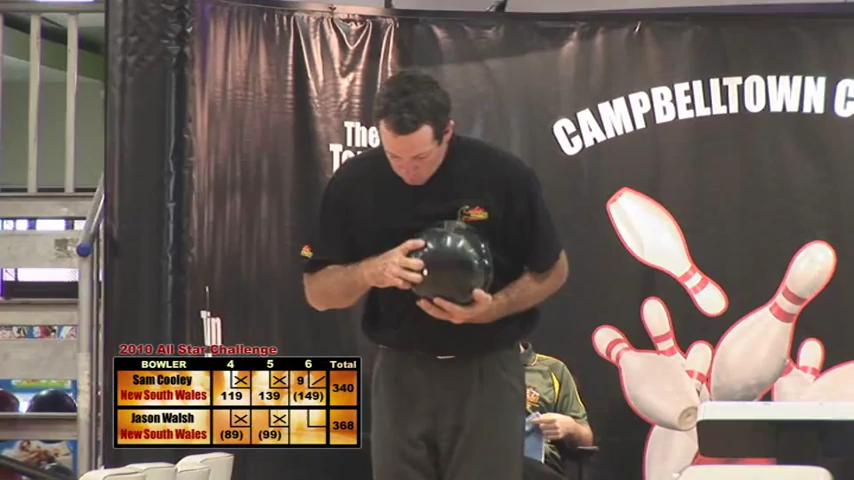 CAMPBELLTOWN C
The
2010 All Star Challenge
BOWLER 4 5 6 Total
Sam Cooley X X 9 / 340
New South Wales 119 139 (149)
Jason Walsh X X 368
New South Wales (89) (99)